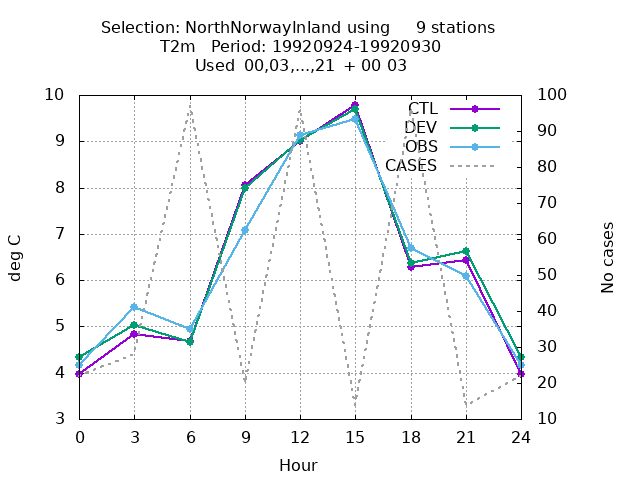 Selection: NorthNorwayInland using     9 stations
T2m   Period: 19920924-19920930
Used  00,03,...,21  + 00 03
10 100
CTL
90
DEV
9
OBS
80
CASES
8
70
7
60
deg C
No cases
6
50
40
5
30
4
20
3 10
0 3 6 9 12 15 18 21 24
Hour